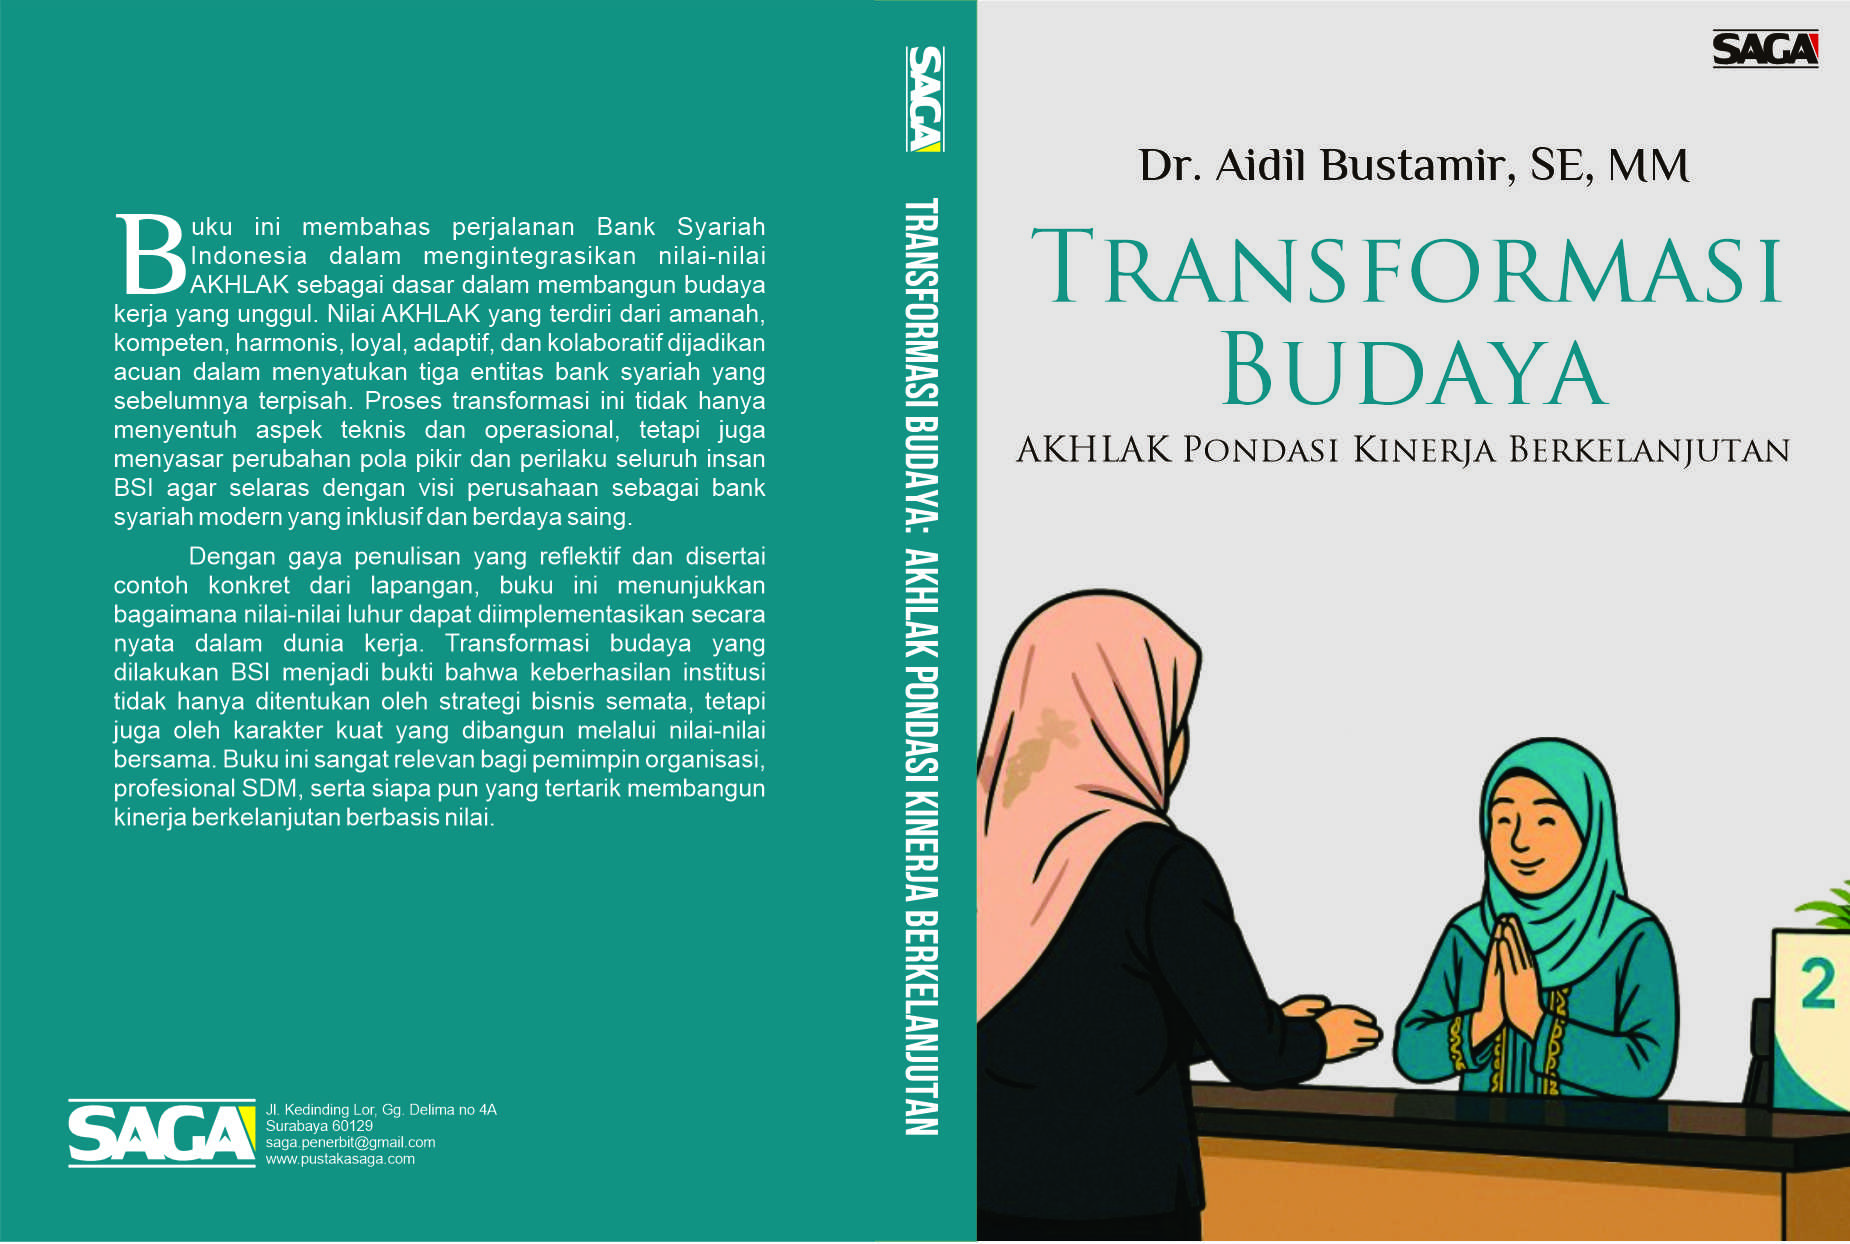 Buku ini membahas perjalanan Bank Syariah
Indonesia dalam mengintegrasikan nilai-nilai
AKHLAK sebagai dasar dalam membangun budaya
kerja yang unggul. Nilai AKHLAK yang terdiri dari amanah,
kompeten, harmonis, loyal, adaptif, dan kolaboratif dijadikan
acuan dalam menyatukan tiga entitas bank syariah yang
sebelumnya terpisah. Proses transformasi ini tidak hanya
menyentuh aspek teknis dan operasional, tetapi juga
menyasar perubahan pola pikir dan perilaku seluruh insan
BSI agar selaras dengan visi perusahaan sebagai bank
syariah modern yang inklusif dan berdaya saing.
Dengan gaya penulisan yang reflektif dan disertai
contoh konkret dari lapangan, buku ini menunjukkan
bagaimana nilai-nilai luhur dapat diimplementasikan secara
nyata dalam dunia kerja. Transformasi budaya yang
dilakukan BSI menjadi bukti bahwa keberhasilan institusi
tidak hanya ditentukan oleh strategi bisnis semata, tetapi
juga oleh karakter kuat yang dibangun melalui nilai-nilai
bersama. Buku ini sangat relevan bagi pemimpin organisasi,
profesional SDM, serta siapa pun yang tertarik membangun
kinerja berkelanjutan berbasis nilai.
SAGA
Jl. Kedinding Lor, Gg. Delima no 4A
Surabaya 60129
saga.penerbit@gmail.com
www.pustakasaga.com
SAGA
TRANSFORMASI BUDAYA: AKHLAK PONDASI KINERJA BERKELANJUTAN
SAGA
Dr. Aidil Bustamir, SE, MM
TRANSFORMASI
BUDAYA
AKHLAK PONDASI KINERJA BERKELANJUTAN
2